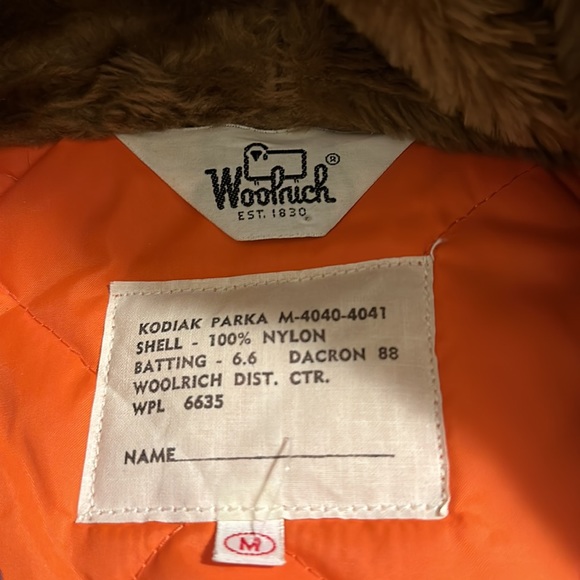 Woolrich ®
EST. 1830
KODIAK PARKA M-4040-4041
SHELL - 100% NYLON
BATTING - 6.6 DACRON 88
WOOLRICH DIST. CTR.
WPL 6635
NAME
M